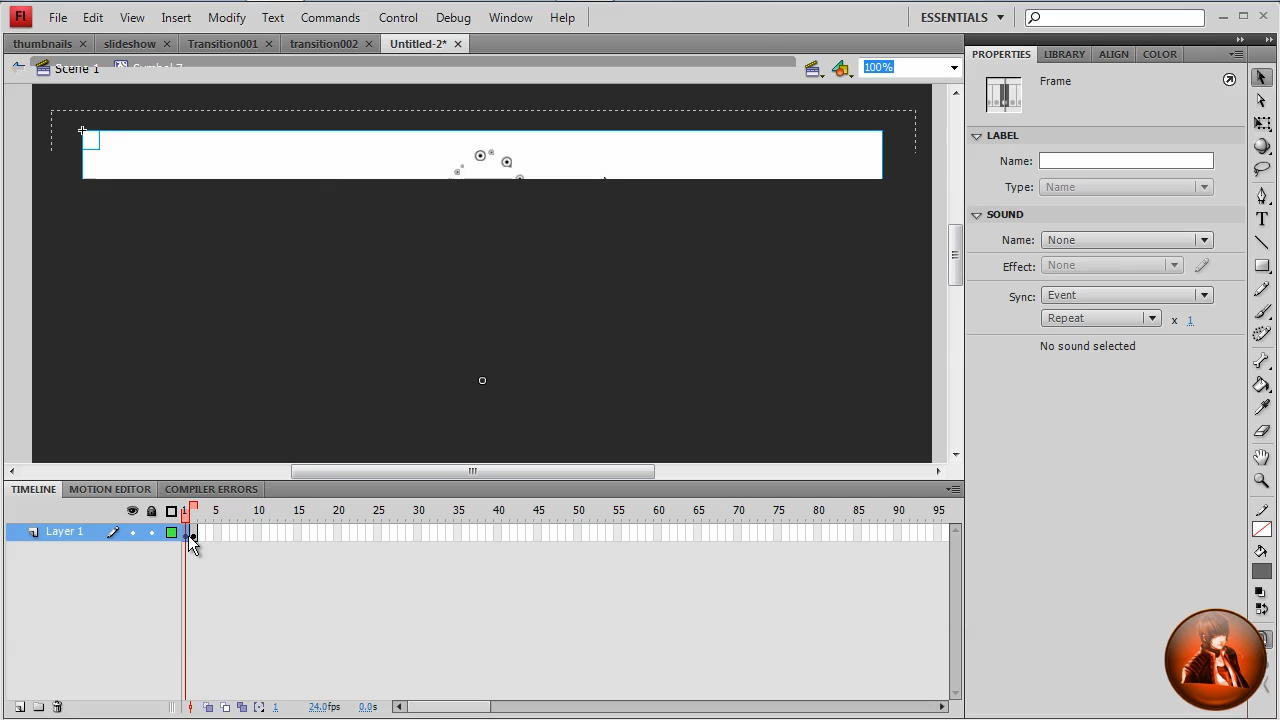 Fl File Edit View Insert Modify Text Commands Control Debug Window Help ESSENTIALS
thumbnails × slideshow × Transition001 × transition002 × Untitled-2* ×
Scene 1 Symbol 7 100%
PROPERTIES LIBRARY ALIGN COLOR
Frame
LABEL
Name:
Type: Name
SOUND
Name: None
Effect: None
Sync: Event
Repeat x 1
No sound selected
TIMELINE MOTION EDITOR COMPILER ERRORS
1 5 10 15 20 25 30 35 40 45 50 55 60 65 70 75 80 85 90 95
Layer 1
1 24.0fps 0.0s